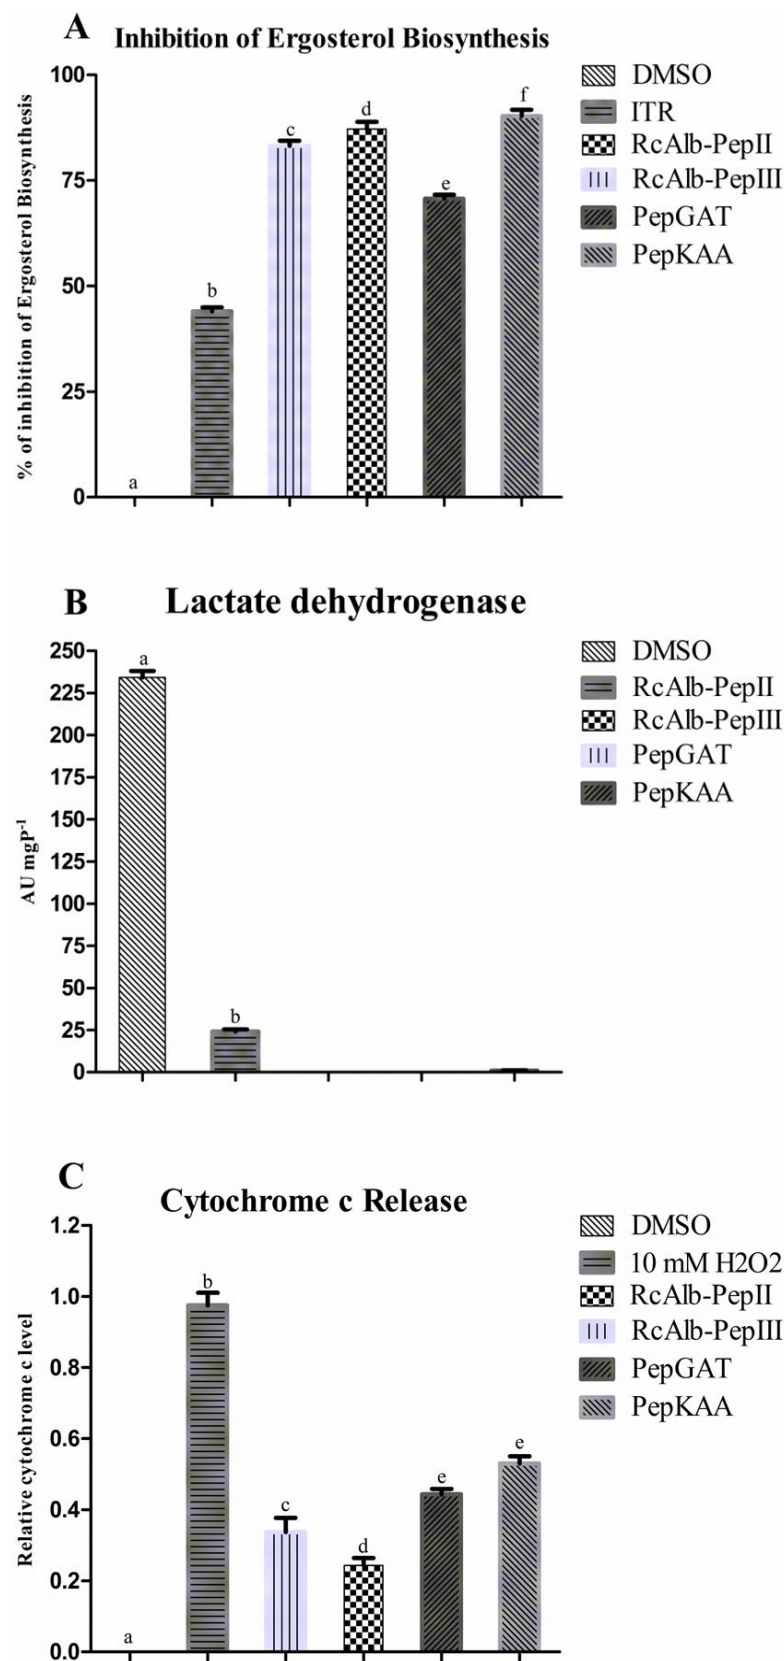 A
Inhibition of Ergosterol Biosynthesis
% of inhibition of Ergosterol Biosynthesis
100
75
50
25
0
a
b
c
d
e
f
DMSO
ITR
RcAlb-PepII
RcAlb-PepIII
PepGAT
PepKAA
B
Lactate dehydrogenase
AU mgP-1
250
225
200
175
150
125
100
75
50
25
0
a
b
DMSO
RcAlb-PepII
RcAlb-PepIII
PepGAT
PepKAA
C
Cytochrome c Release
Relative cytochrome c level
1.2
1.0
0.8
0.6
0.4
0.2
0.0
a
b
c
d
e
e
DMSO
10 mM H2O2
RcAlb-PepII
RcAlb-PepIII
PepGAT
PepKAA